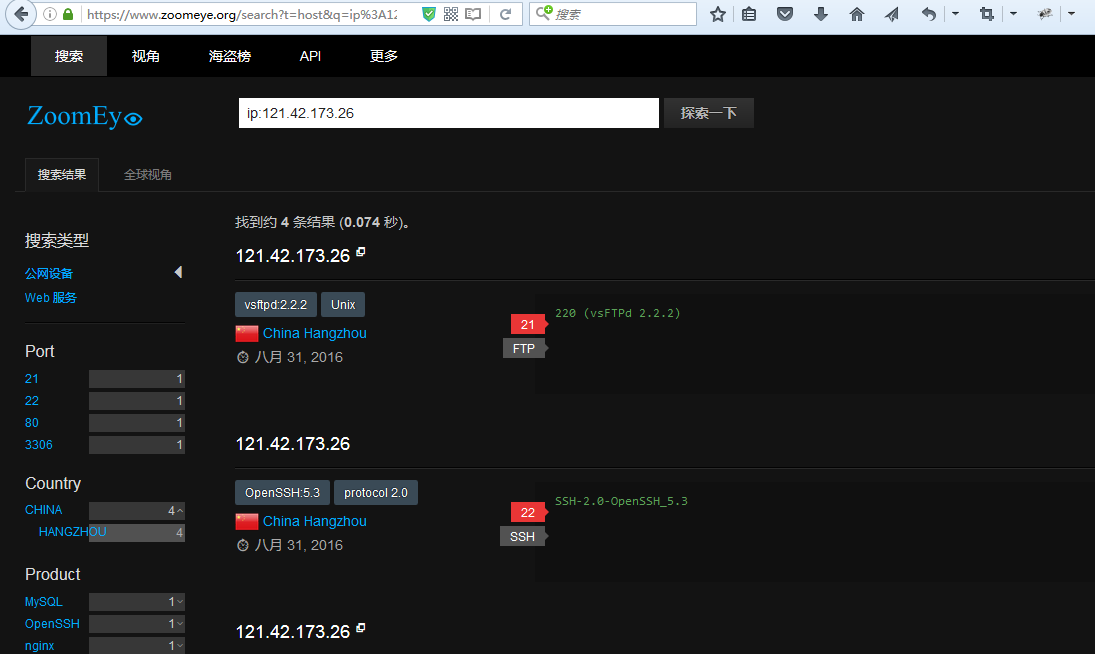 https://www.zoomeye.org/search?t=host&q=ip%3A12
搜索
搜索 视角 海盗榜 API 更多
ZoomEye
ip:121.42.173.26 探索一下
搜索结果 全球视角
找到约 4 条结果 (0.074 秒)。
搜索类型
公网设备
Web 服务
Port
21 1
22 1
80 1
3306 1
Country
CHINA 4
HANGZHOU 4
Product
MySQL 1
OpenSSH 1
nginx 1
121.42.173.26
vsftpd:2.2.2 Unix
China Hangzhou
八月 31, 2016
21
FTP
220 (vsFTPd 2.2.2)
121.42.173.26
OpenSSH:5.3 protocol 2.0
China Hangzhou
八月 31, 2016
22
SSH
SSH-2.0-OpenSSH_5.3
121.42.173.26